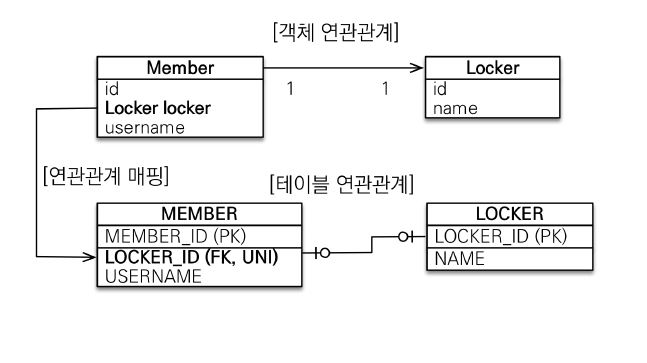 [객체 연관관계]
Member
Locker
id
Locker locker
username
1
1
id
name
[연관관계 매핑]
[테이블 연관관계]
MEMBER
MEMBER_ID (PK)
LOCKER_ID (FK, UNI)
USERNAME
LOCKER
LOCKER_ID (PK)
NAME